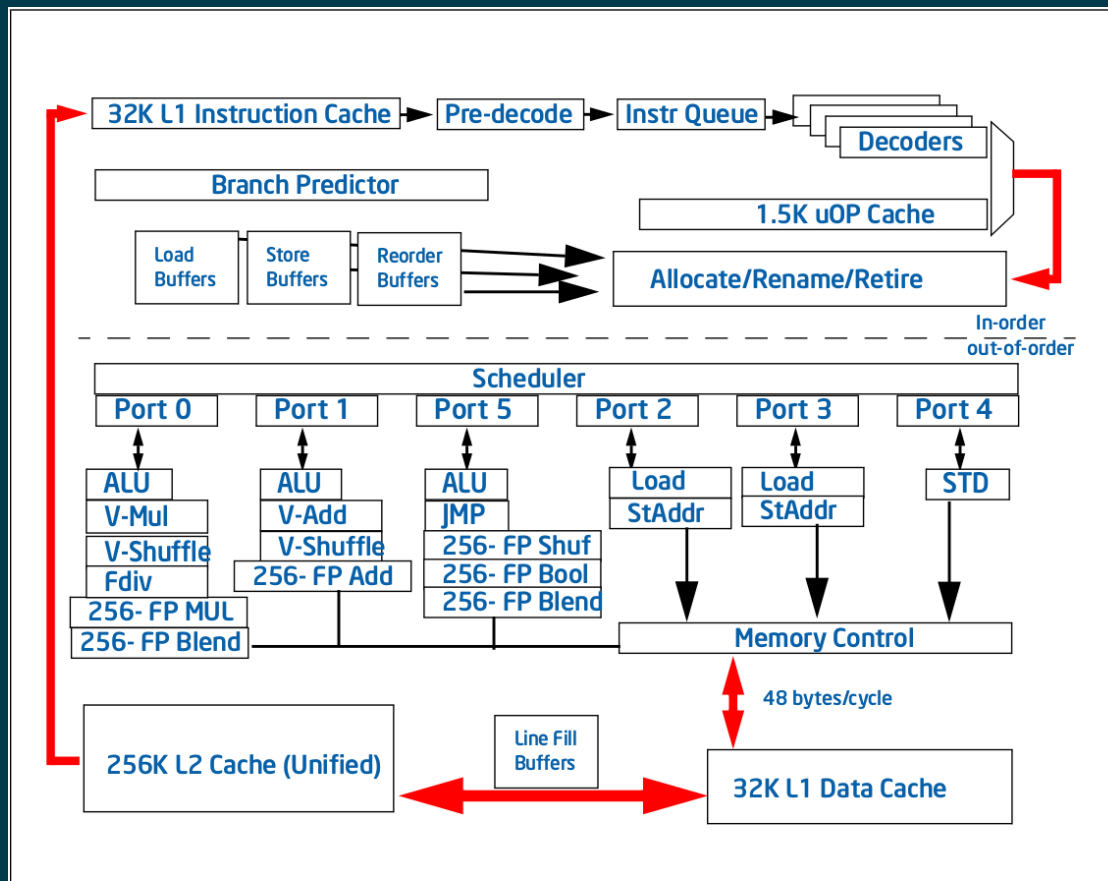 32K L1 Instruction Cache
Pre-decode
Instr Queue
Decoders
Branch Predictor
1.5K uOP Cache
Load
Buffers
Store
Buffers
Reorder
Buffers
Allocate/Rename/Retire
In-order
out-of-order
Scheduler
Port 0
Port 1
Port 5
Port 2
Port 3
Port 4
ALU
V-Mul
V-Shuffle
Fdiv
256- FP MUL
256- FP Blend
ALU
V-Add
V-Shuffle
256- FP Add
ALU
JMP
256- FP Shuf
256- FP Bool
256- FP Blend
Load
StAddr
Load
StAddr
STD
Memory Control
48 bytes/cycle
256K L2 Cache (Unified)
Line Fill
Buffers
32K L1 Data Cache